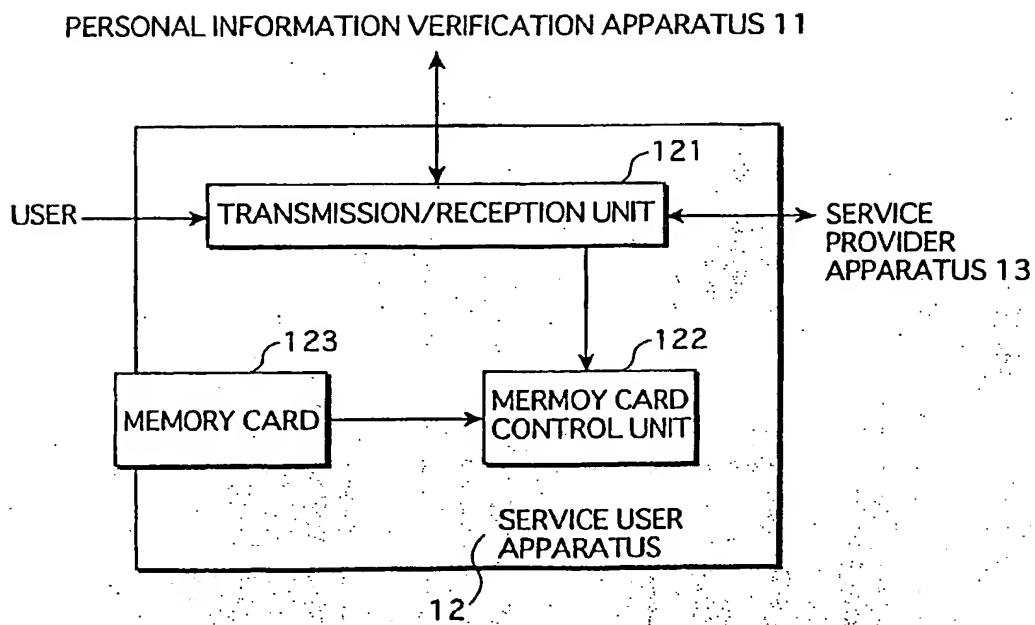 PERSONAL INFORMATION VERIFICATION APPARATUS 11
121
USER
TRANSMISSION/RECEPTION UNIT
SERVICE
PROVIDER
APPARATUS 13
123
122
MEMORY CARD
MERMOY CARD
CONTROL UNIT
SERVICE USER
APPARATUS
12